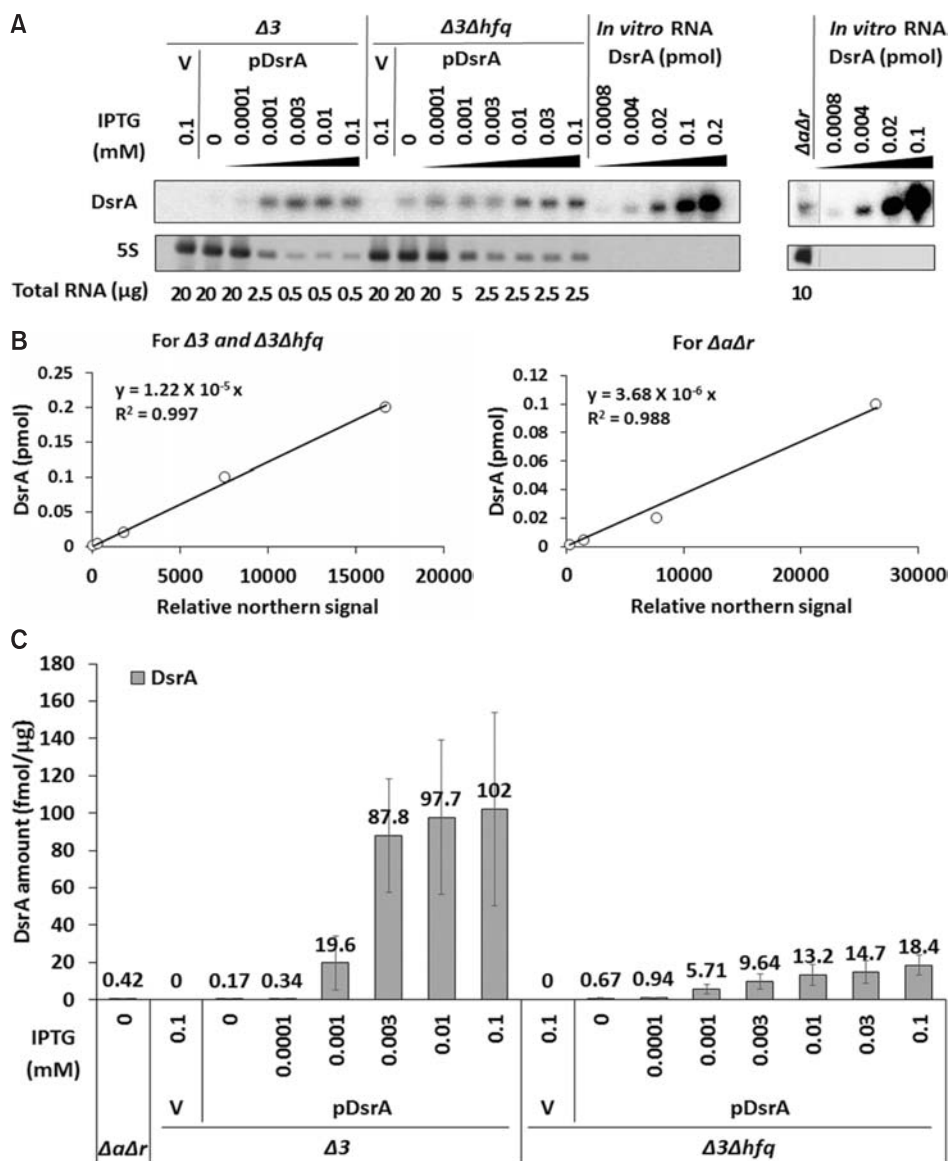 A
Δ3
Δ3Δhfq
In vitro RNA
DsrA (pmol)
In vitro RNA
DsrA (pmol)
V
pDsrA
V
pDsrA
IPTG
(mM)
0.1 0 0.0001 0.001 0.003 0.01 0.1 0.1 0 0.0001 0.001 0.003 0.01 0.03 0.1 0.0008 0.004 0.02 0.1 0.2 ΔaΔr 0.0008 0.004 0.02 0.1
DsrA
5S
Total RNA (µg) 20 20 20 2.5 0.5 0.5 0.5 20 20 20 5 2.5 2.5 2.5 2.5 10
B
For Δ3 and Δ3Δhfq
y = 1.22 X 10⁻⁵ x
R² = 0.997
DsrA (pmol)
0.25
0.2
0.15
0.1
0.05
0
0 5000 10000 15000 20000
Relative northern signal
For ΔaΔr
y = 3.68 X 10⁻⁶ x
R² = 0.988
DsrA (pmol)
0.12
0.1
0.08
0.06
0.04
0.02
0
0 10000 20000 30000
Relative northern signal
C
DsrA
DsrA amount (fmol/µg)
180
160
140
120
100
80
60
40
20
0
0.42 0 0.17 0.34 19.6 87.8 97.7 102 0 0.67 0.94 5.71 9.64 13.2 14.7 18.4
IPTG
(mM)
0 0.1 0 0.0001 0.001 0.003 0.01 0.1 0.1 0 0.0001 0.001 0.003 0.01 0.03 0.1
V pDsrA V pDsrA
ΔaΔr Δ3 Δ3Δhfq